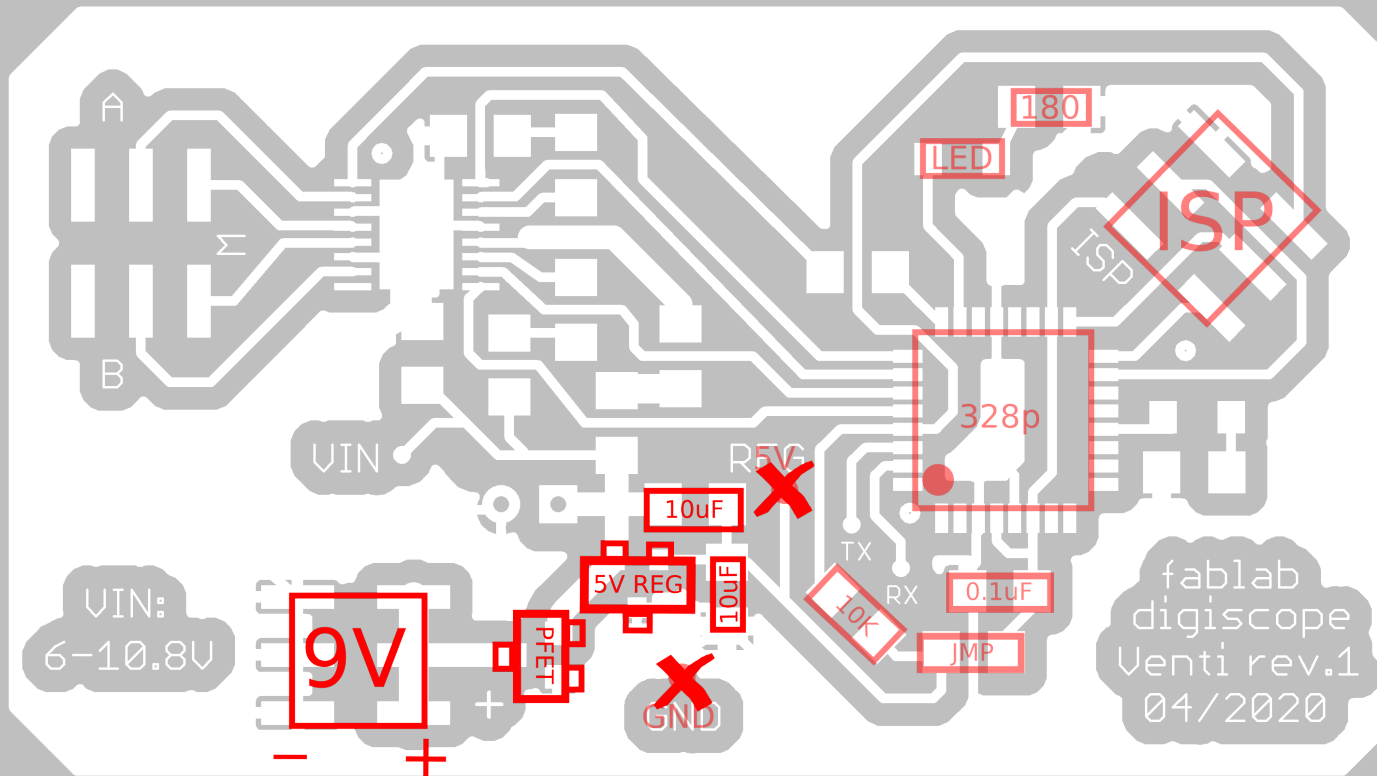 A
180
LED
ISP
M
ISP
B
328p
VIN
REG
5V
10uF
TX
5V REG
10uF
RX
0.1uF
10K
VIN:
6-10.8V
9V
PFET
JMP
+
GND
fablab
digiscope
Venti rev.1
04/2020
- +